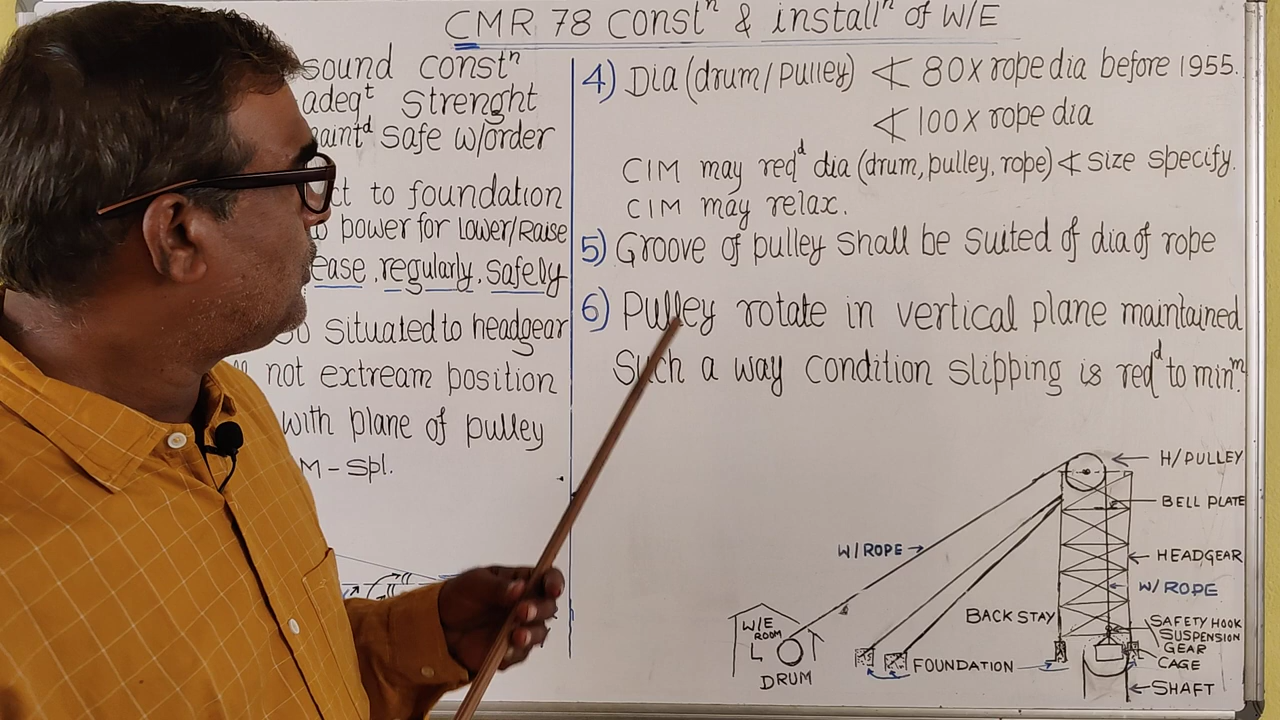 CMR 78 Constⁿ & installⁿ of W/E
sound constⁿ
adeqᵗ strenght
maintᵈ safe w/order
to foundation
power for Lower/Raise
ease, regularly, safely
situated to headgear
not extream position
with plane of pulley
M-spl.
4) Dia (drum/pulley) ≮ 80x rope dia before 1955.
≮ 100x rope dia
CIM may reqᵈ dia (drum, pulley, rope) ≮ size specify.
CIM may relax.
5) Groove of pulley shall be suited of dia of rope
6) Pulley rotate in vertical plane maintained
Such a way condition slipping is redᵈ to minᵐ.
H/PULLEY
BELL PLATE
W/ROPE
HEADGEAR
W/ROPE
BACK STAY
SAFETY HOOK
SUSPENSION
GEAR
CAGE
W/E
ROOM
FOUNDATION
DRUM
SHAFT